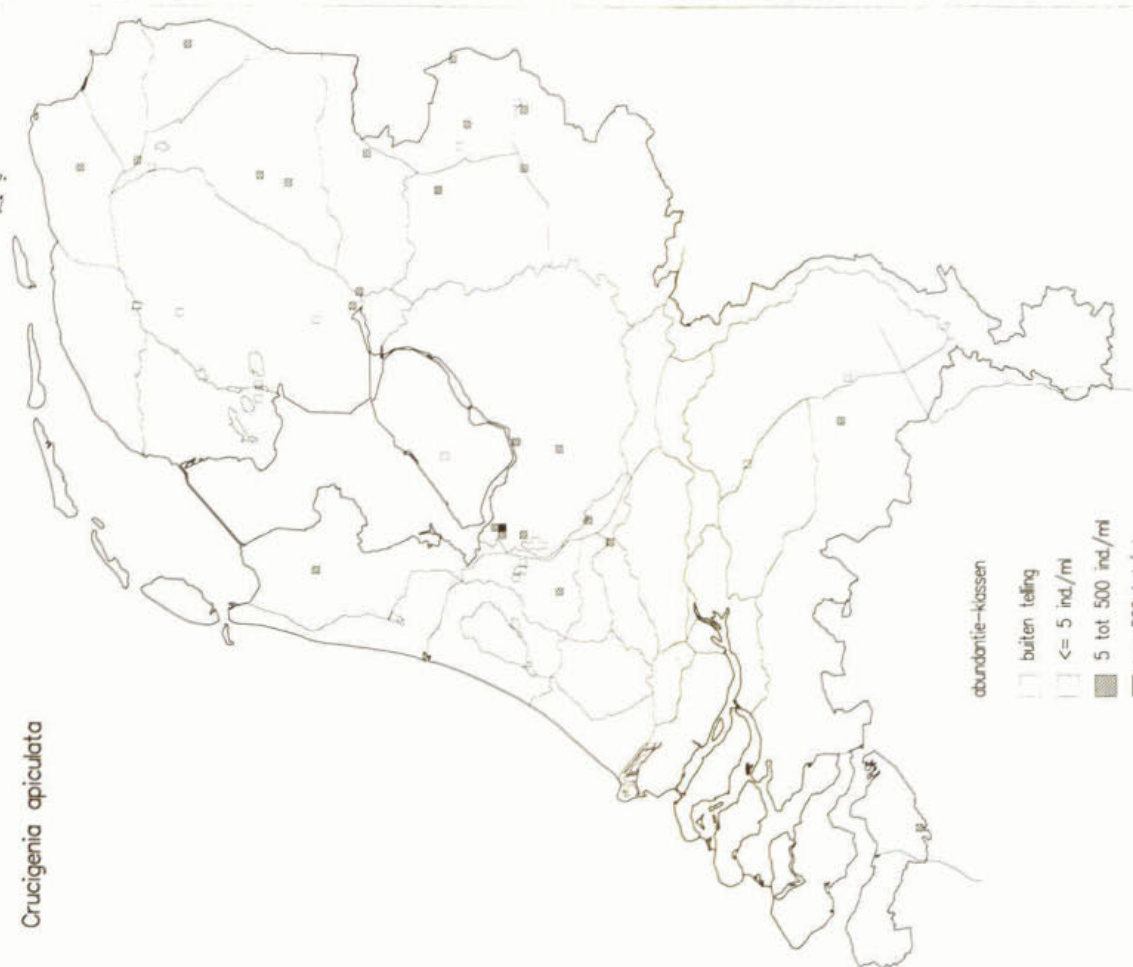 Crucigenia apiculata
abundantie-klassen
buiten telling
<= 5 ind./ml
5 tot 500 ind./ml